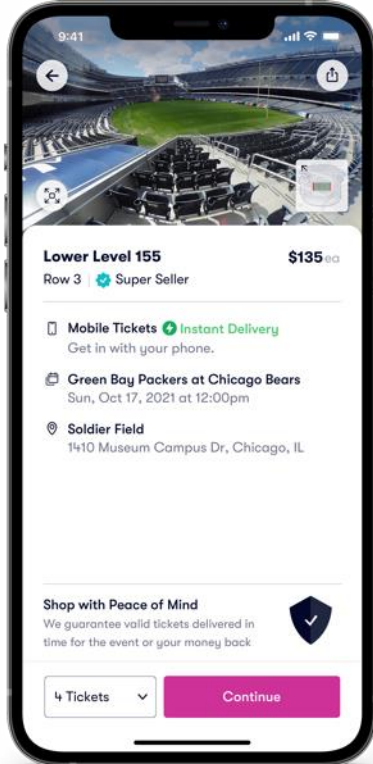 9:41
Lower Level 155 $135 ea
Row 3 | Super Seller
Mobile Tickets Instant Delivery
Get in with your phone.
Green Bay Packers at Chicago Bears
Sun, Oct 17, 2021 at 12:00pm
Soldier Field
1410 Museum Campus Dr, Chicago, IL
Shop with Peace of Mind
We guarantee valid tickets delivered in
time for the event or your money back
4 Tickets Continue